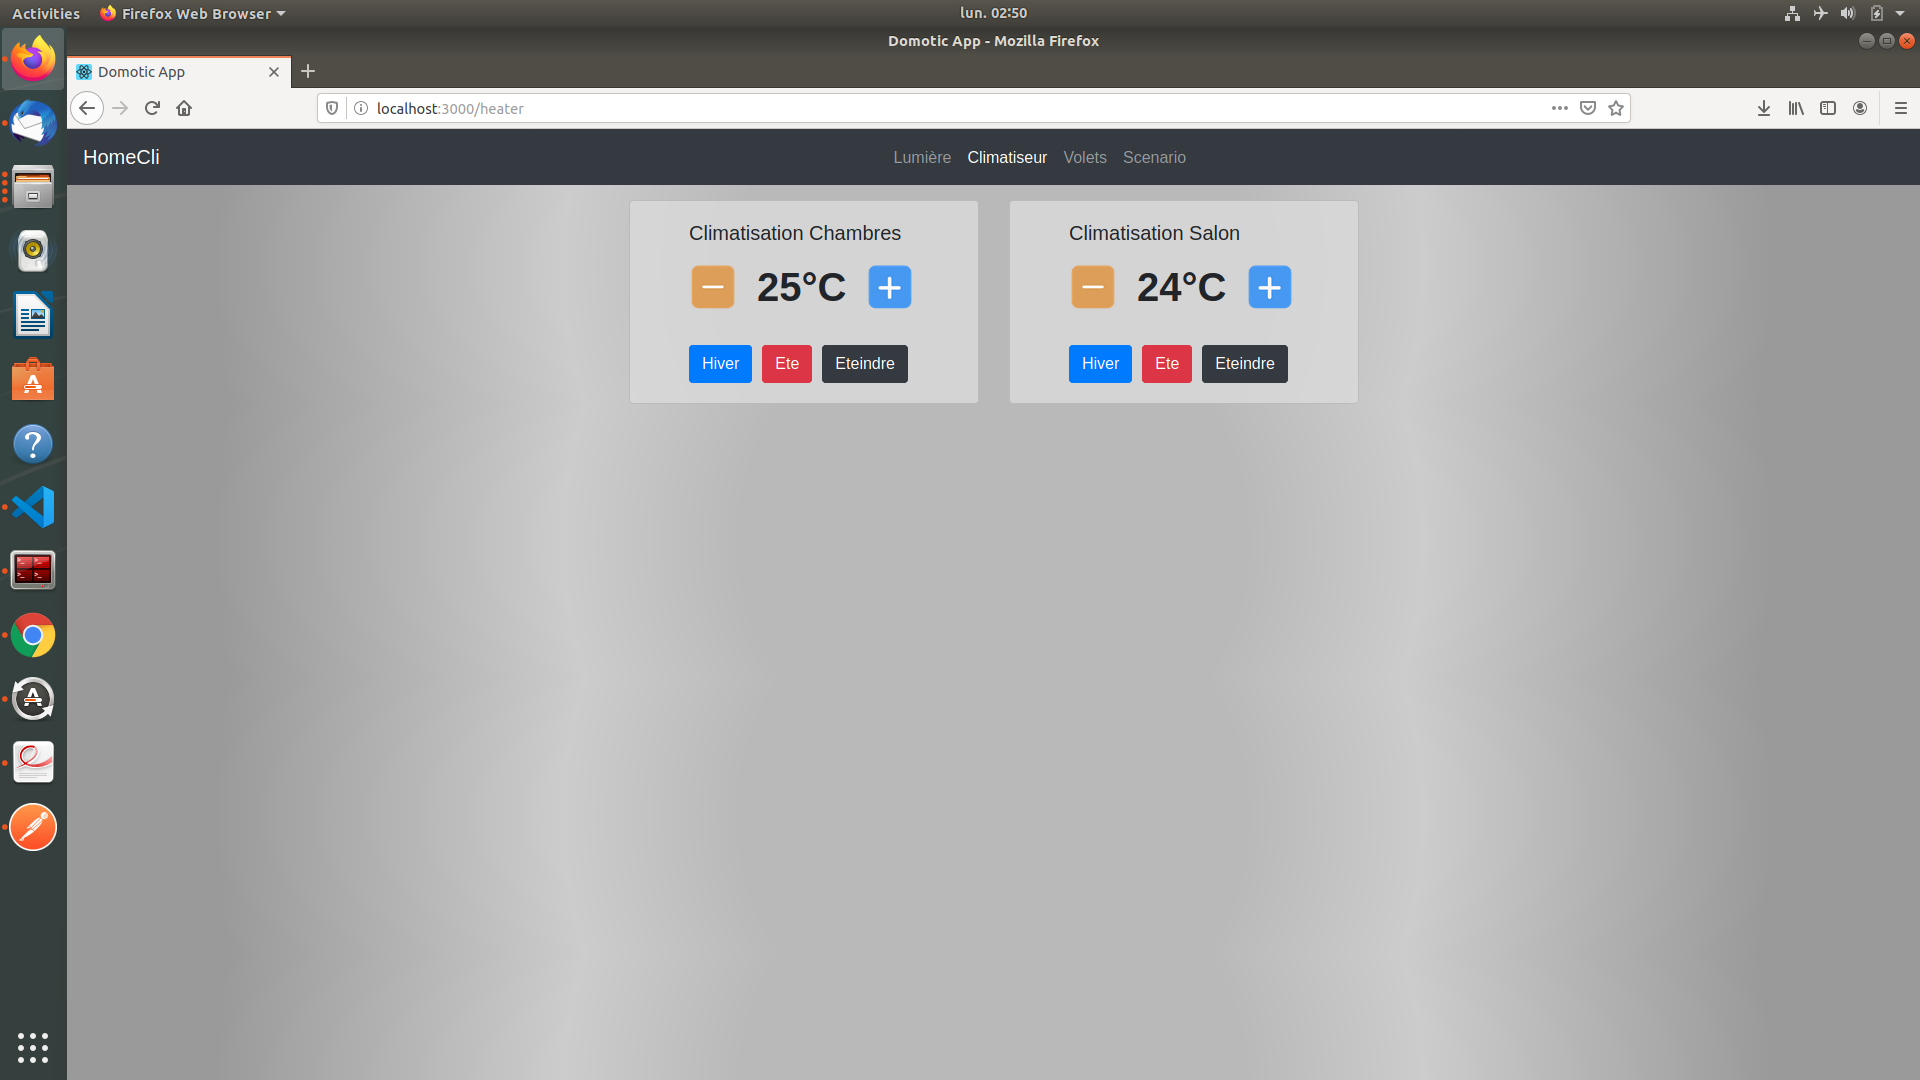 Activities Firefox Web Browser lun. 02:50
Domotic App - Mozilla Firefox
Domotic App
localhost:3000/heater
HomeCli Lumière Climatiseur Volets Scenario
Climatisation Chambres
25°C
Hiver Ete Eteindre
Climatisation Salon
24°C
Hiver Ete Eteindre